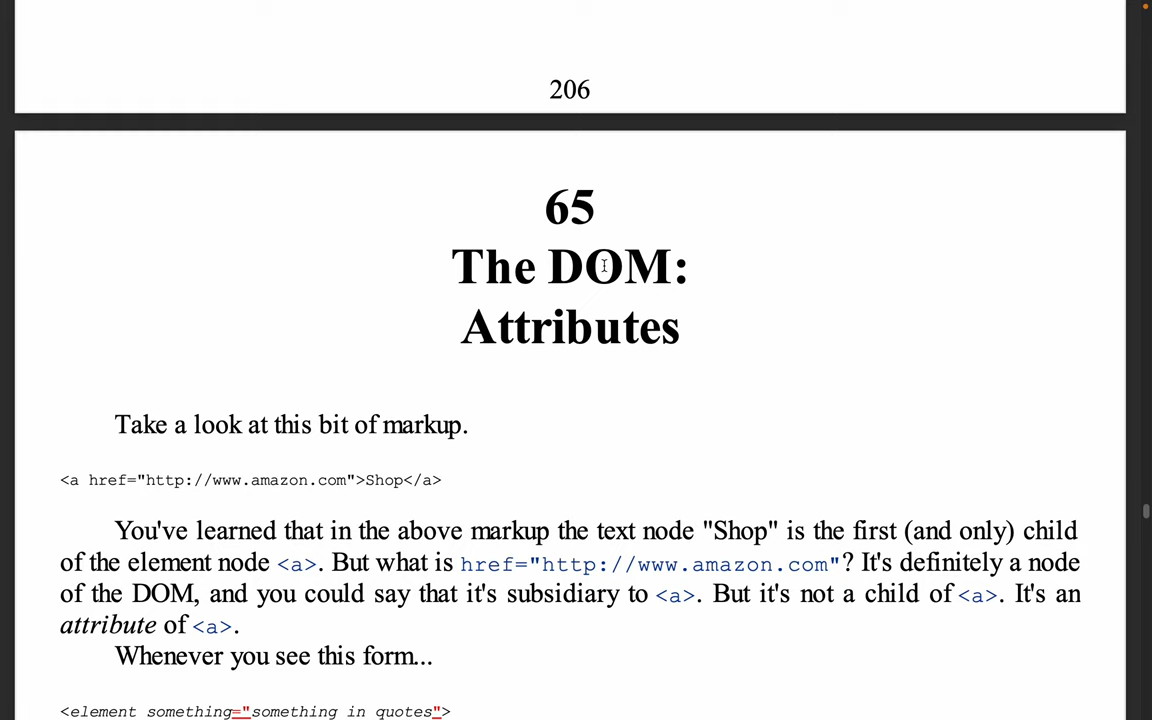 206
65
The DOM:
Attributes
Take a look at this bit of markup.
<a href="http://www.amazon.com">Shop</a>
You've learned that in the above markup the text node "Shop" is the first (and only) child
of the element node <a>. But what is href="http://www.amazon.com"? It's definitely a node
of the DOM, and you could say that it's subsidiary to <a>. But it's not a child of <a>. It's an
attribute of <a>.
Whenever you see this form...
<element something="something in quotes">